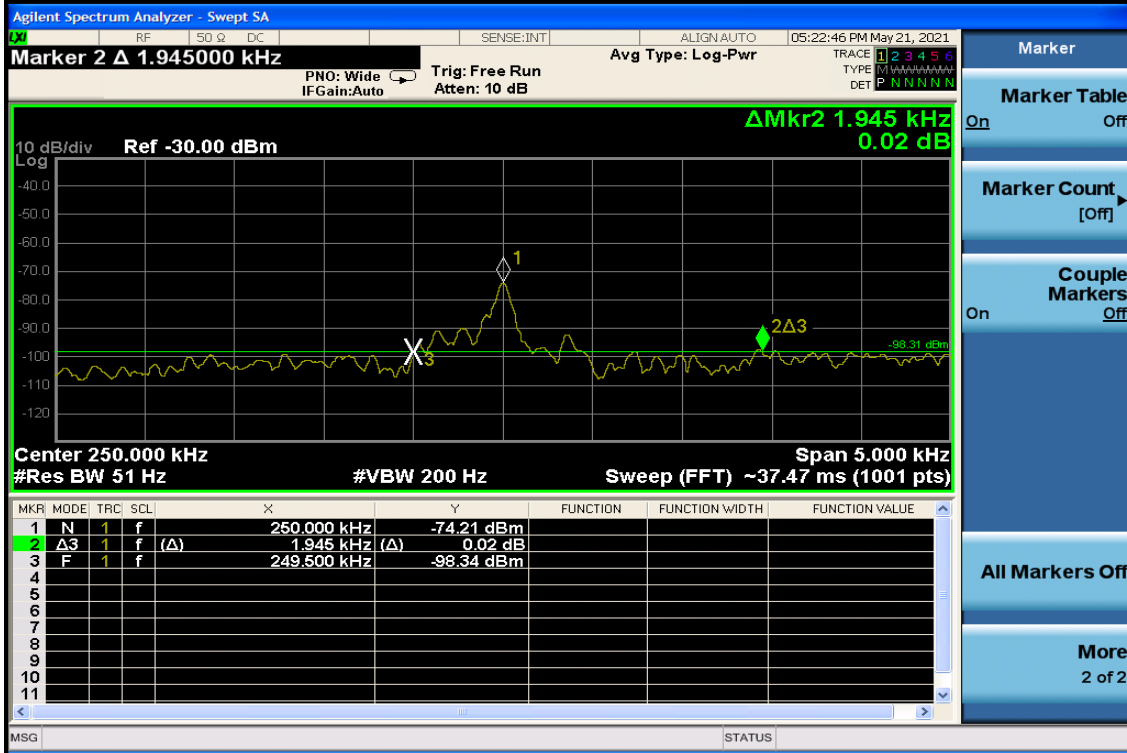 Agilent Spectrum Analyzer - Swept SA
LXI RF 50 Ω DC SENSE:INT ALIGN AUTO 05:22:46 PM May 21, 2021
Marker 2 Δ 1.945000 kHz
PNO: Wide
IFGain:Auto
Trig: Free Run
Atten: 10 dB
Avg Type: Log-Pwr
TRACE 1 2 3 4 5 6
TYPE M W W W W W
DET P N N N N N
ΔMkr2 1.945 kHz
0.02 dB
10 dB/div Ref -30.00 dBm
Log
-40.0
-50.0
-60.0
-70.0
-80.0
-90.0
-100
-110
-120
1
2Δ3
3
-98.31 dBm
Center 250.000 kHz Span 5.000 kHz
#Res BW 51 Hz #VBW 200 Hz Sweep (FFT) ~37.47 ms (1001 pts)
MKR MODE TRC SCL X Y FUNCTION FUNCTION WIDTH FUNCTION VALUE
1 N 1 f 250.000 kHz -74.21 dBm
2 Δ3 1 f (Δ) 1.945 kHz (Δ) 0.02 dB
3 F 1 f 249.500 kHz -98.34 dBm
4
5
6
7
8
9
10
11
MSG STATUS
Marker
Marker Table
On Off
Marker Count
[Off]
Couple
Markers
On Off
All Markers Off
More
2 of 2